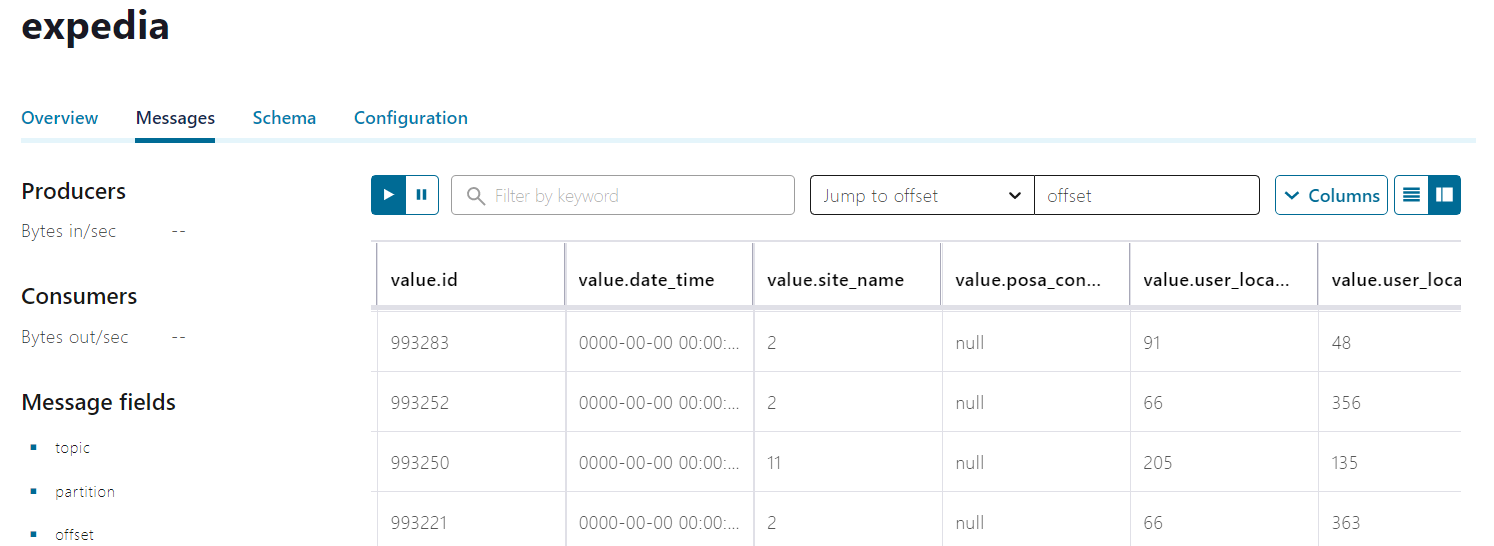 expedia
Overview Messages Schema Configuration
Producers
Bytes in/sec --
Consumers
Bytes out/sec --
Message fields
topic
partition
offset
Filter by keyword Jump to offset offset Columns
value.id value.date_time value.site_name value.posa_con... value.user_loca... value.user_loca
993283 0000-00-00 00:00:... 2 null 91 48
993252 0000-00-00 00:00:... 2 null 66 356
993250 0000-00-00 00:00:... 11 null 205 135
993221 0000-00-00 00:00:... 2 null 66 363